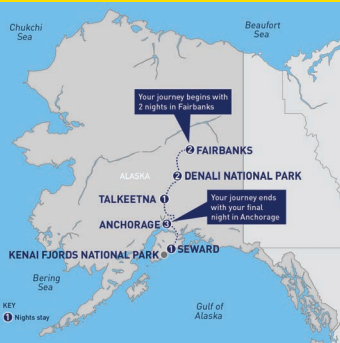 Chukchi
Sea
Beaufort
Sea
Your journey begins with
2 nights in Fairbanks
2 FAIRBANKS
ALASKA
2 DENALI NATIONAL PARK
TALKEETNA 1
Your journey ends
with your final
night in Anchorage
ANCHORAGE 3
1 SEWARD
KENAI FJORDS NATIONAL PARK
Bering
Sea
Gulf of
Alaska
KEY
1 Nights stay